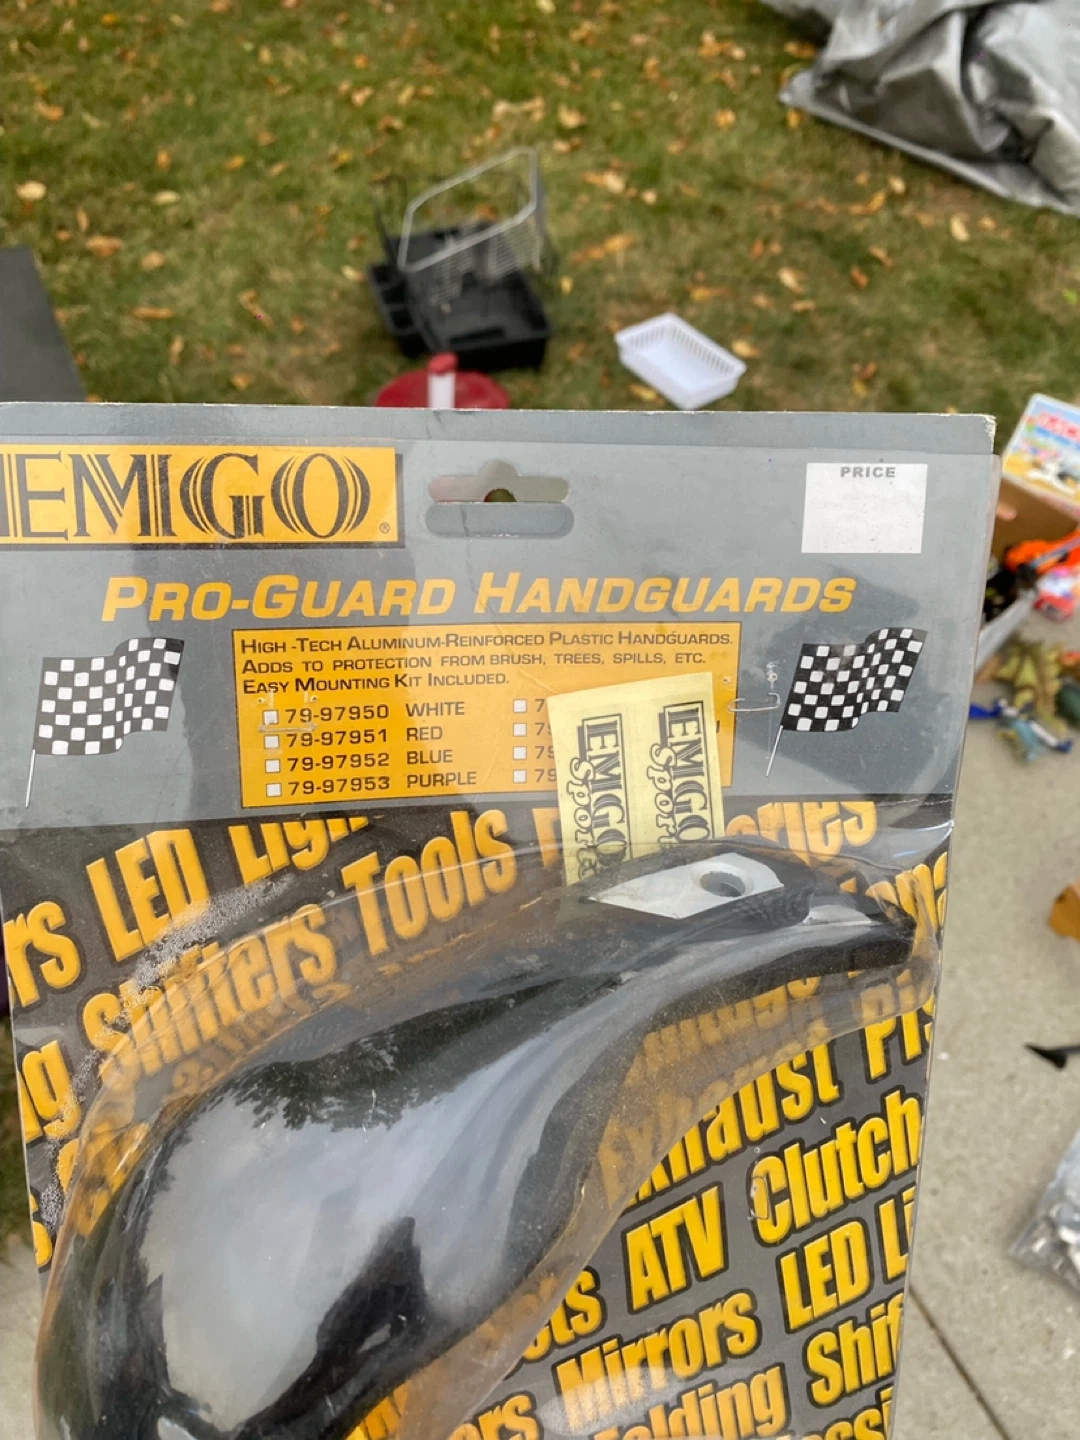 EMGO®
PRICE
PRO-GUARD HANDGUARDS
HIGH -TECH ALUMINUM-REINFORCED PLASTIC HANDGUARDS.
ADDS TO PROTECTION FROM BRUSH, TREES, SPILLS, ETC.
EASY MOUNTING KIT INCLUDED.
79-97950 WHITE
79-97951 RED
79-97952 BLUE
79-97953 PURPLE
EMGO
EMGO
LED
Shifters Tools
Exhaust
ATV Clutch
LED
Mirrors